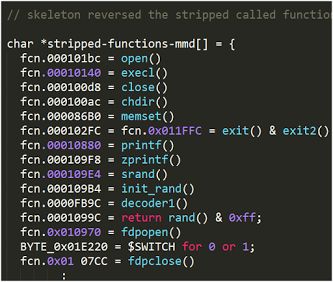 // skeleton reversed the stripped called function
char *stripped-functions-mmd[] = {
fcn.000101bc = open()
fcn.00010140 = execl()
fcn.000100d8 = close()
fcn.000100ac = chdir()
fcn.000086B0 = memset()
fcn.000102FC = fcn.0x011FFC = exit() & exit2()
fcn.00010880 = printf()
fcn.000109F8 = zprintf()
fcn.000109E4 = srand()
fcn.000109B4 = init_rand()
fcn.0000FB9C = decoder1()
fcn.0001099C = return rand() & 0xff;
fcn.0x010970 = fdpopen()
BYTE_0x01E220 = $SWITCH for 0 or 1;
fcn.0x01 07CC = fdpclose()
: